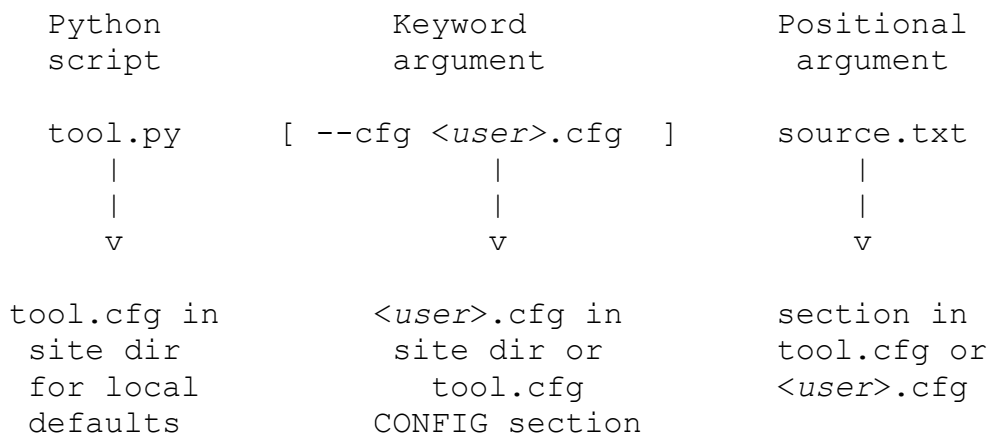 Python Keyword Positional
script argument argument
tool.py [ --cfg <user>.cfg ] source.txt
| | |
| | |
v v v
tool.cfg in <user>.cfg in section in
site dir site dir or tool.cfg or
for local tool.cfg <user>.cfg
defaults CONFIG section